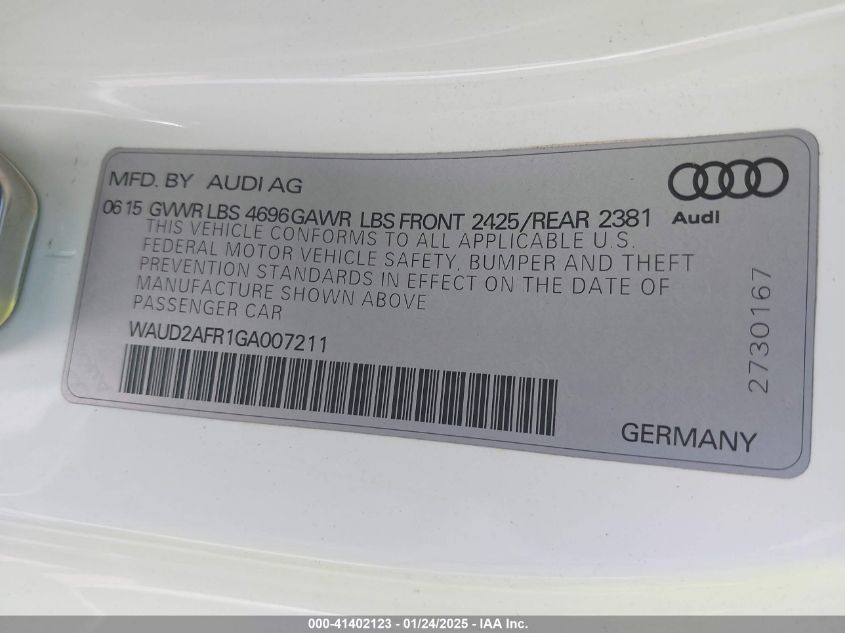 MFD. BY AUDI AG
Audi
06 15 GVWR LBS 4696 GAWR LBS FRONT 2425/REAR 2381
THIS VEHICLE CONFORMS TO ALL APPLICABLE U.S.
FEDERAL MOTOR VEHICLE SAFETY, BUMPER AND THEFT
PREVENTION STANDARDS IN EFFECT ON THE DATE OF
MANUFACTURE SHOWN ABOVE
PASSENGER CAR
WAUD2AFR1GA007211
2730167
GERMANY
000-41402123 - 01/24/2025 - IAA Inc.